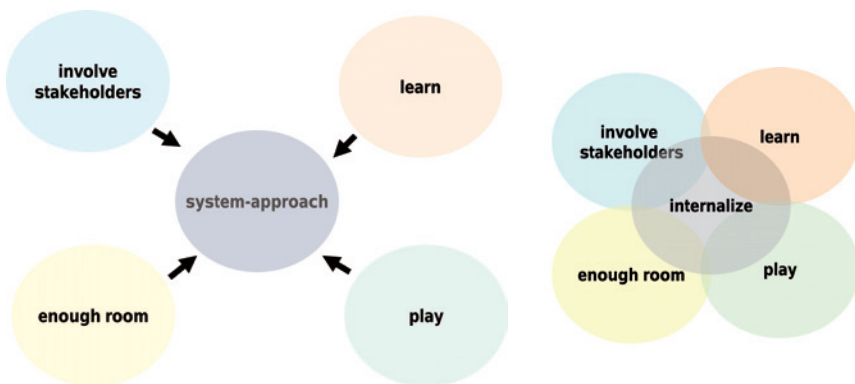 involve
stakeholders
learn
system-approach
enough room
play
involve
stakeholders
learn
internalize
enough room
play